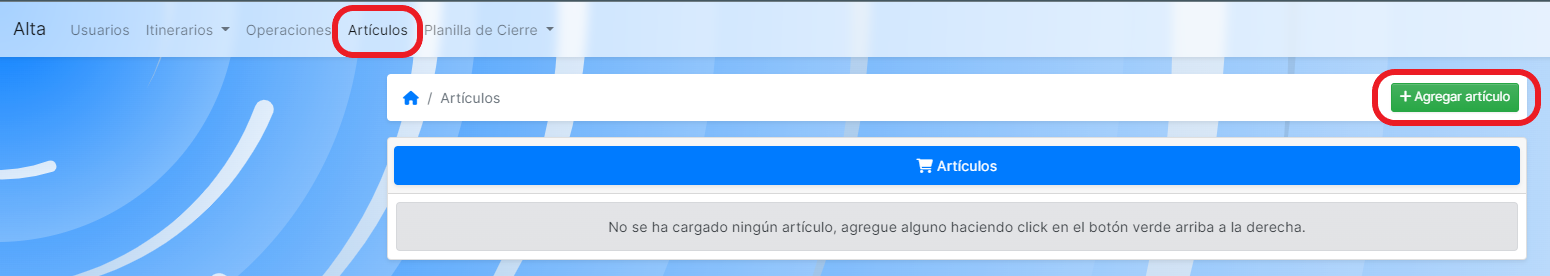 Alta Usuarios Itinerarios Operaciones Artículos Planilla de Cierre
/ Artículos
+ Agregar artículo
Artículos
No se ha cargado ningún artículo, agregue alguno haciendo click en el botón verde arriba a la derecha.